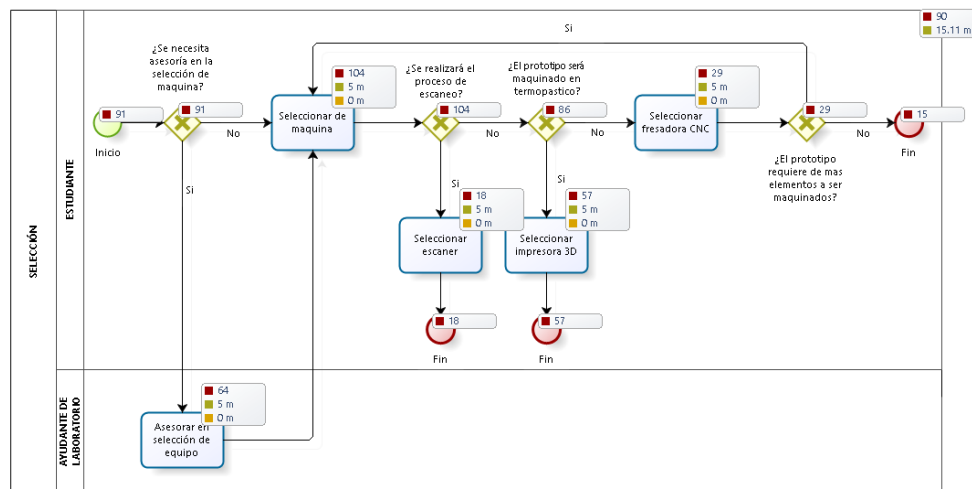 90
15.11 m
Si
¿Se necesita
asesoría en la
selección de
maquina?
¿Se realizará el
proceso de
escaneo?
¿El prototipo será
maquinado en
termopastico?
104
5 m
0 m
29
5 m
0 m
91
91
104
86
29
15
Seleccionar de
maquina
Seleccionar
fresadora CNC
No
No
No
No
Inicio
Fin
¿El prototipo
requiere de mas
elementos a ser
maquinados?
ESTUDIANTE
SELECCIÓN
Si
Si
Si
18
5 m
0 m
57
5 m
0 m
Seleccionar
escaner
Seleccionar
impresora 3D
18
57
Fin
Fin
AYUDANTE DE
LABORATORIO
64
5 m
0 m
Asesorar en
selección de
equipo